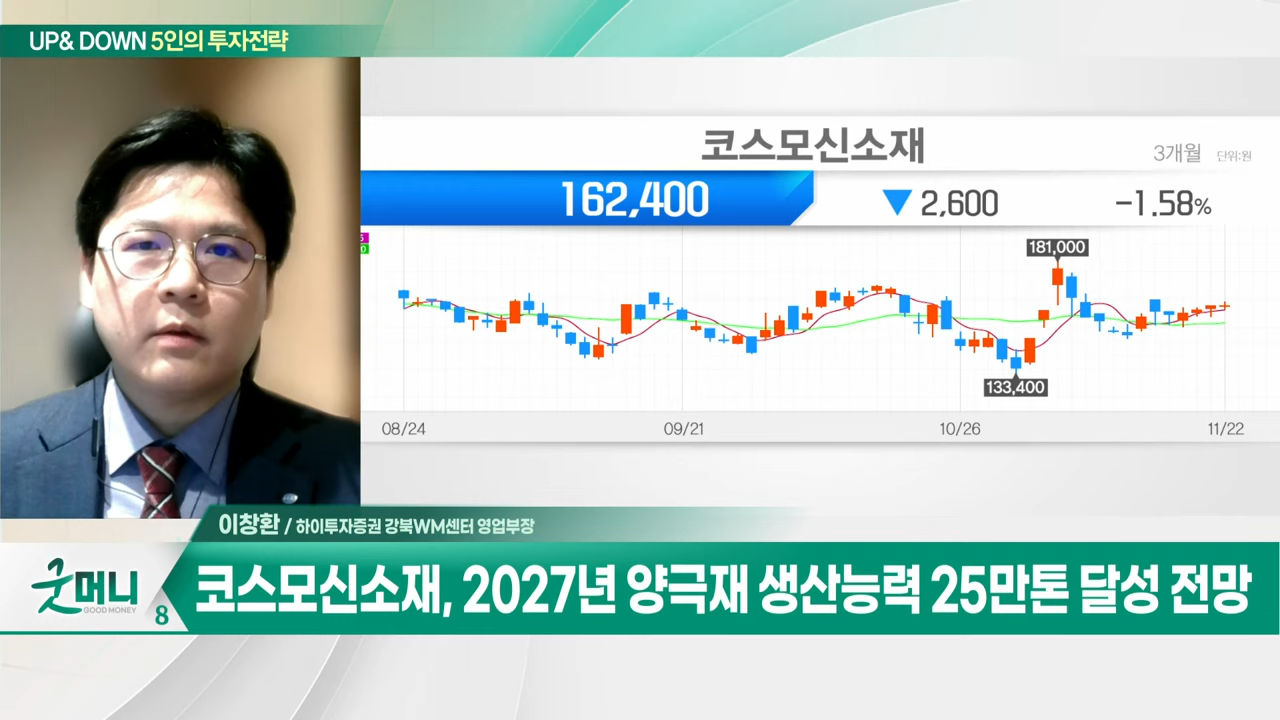 UP& DOWN 5인의 투자전략
코스모신소재
3개월 단위:원
162,400 ▼ 2,600 -1.58%
181,000
133,400
08/24 09/21 10/26 11/22
이창환 / 하이투자증권 강북WM센터 영업부장
굿머니
GOOD MONEY
8
코스모신소재, 2027년 양극재 생산능력 25만톤 달성 전망